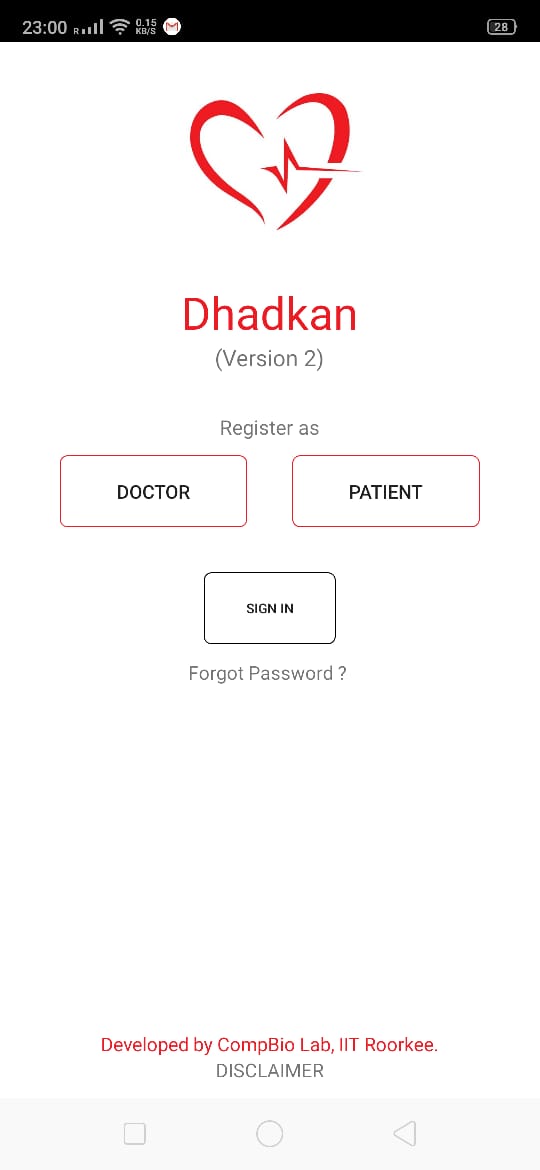 23:00 R 0.15 KB/S 28
Dhadkan
(Version 2)
Register as
DOCTOR PATIENT
SIGN IN
Forgot Password ?
Developed by CompBio Lab, IIT Roorkee.
DISCLAIMER